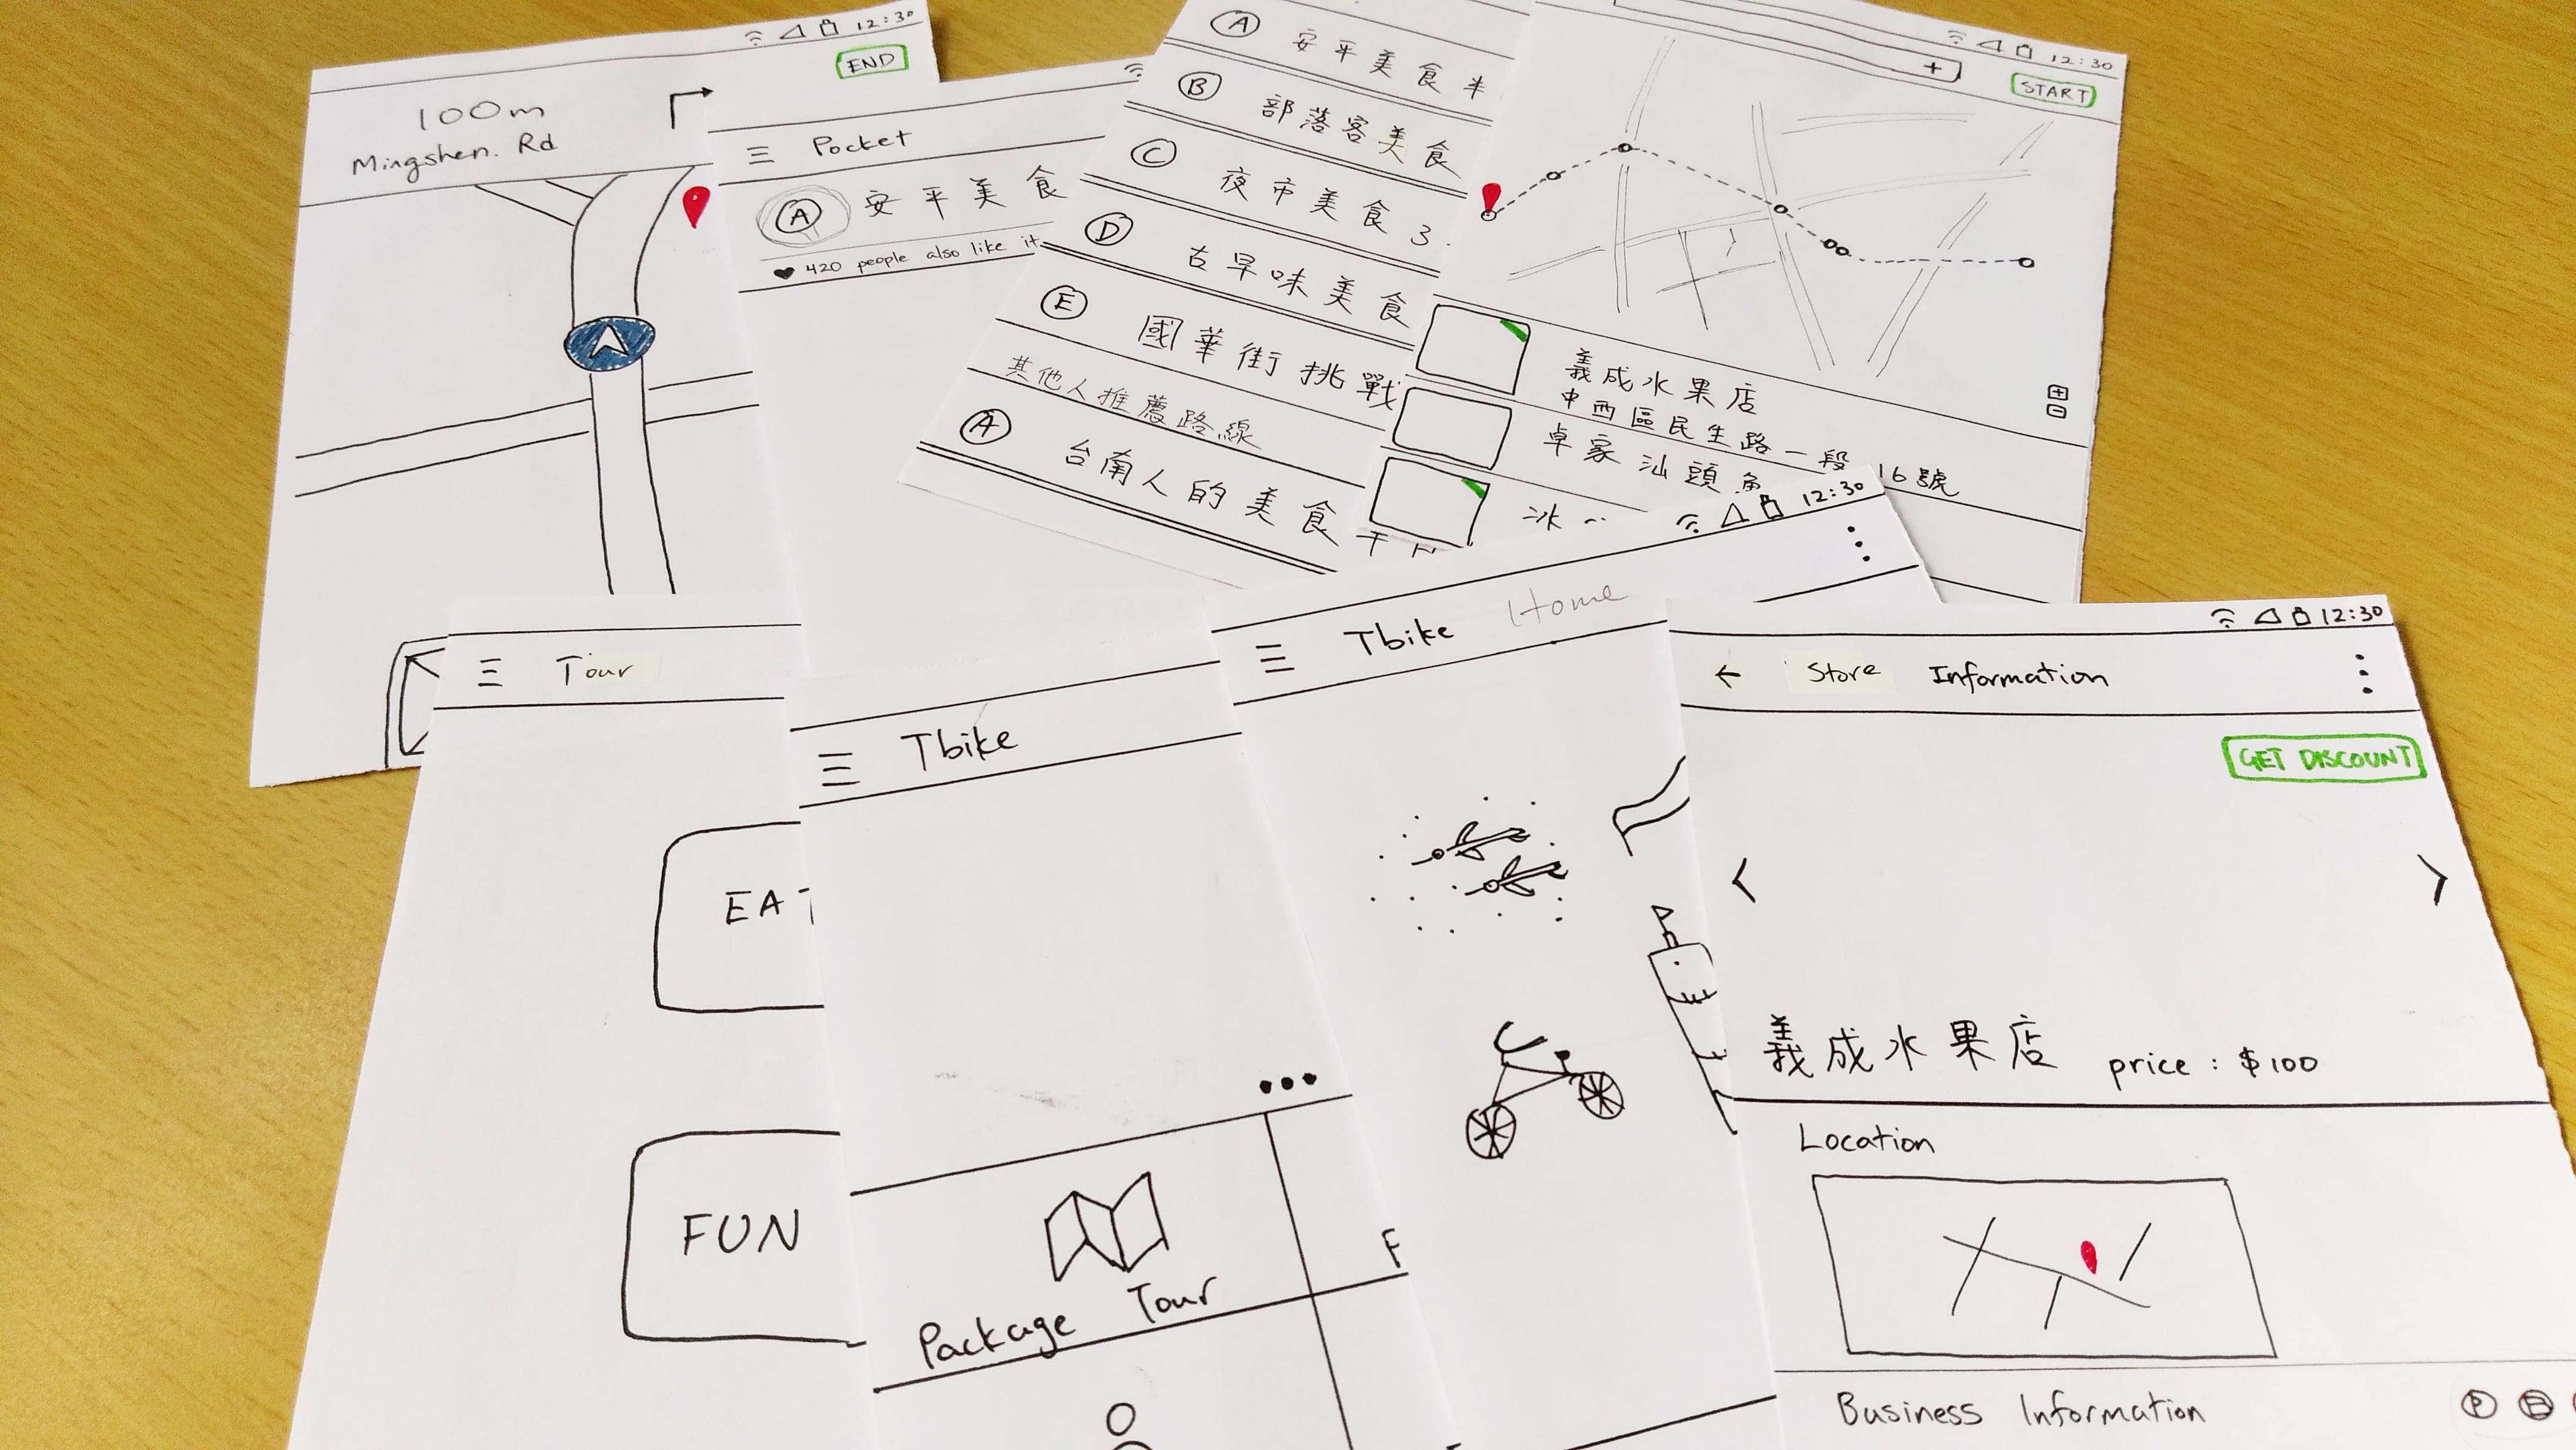 12:30
END
100m
Mingshen. Rd
Pocket
A 安平美食
420 people also like it
A 安平美食半
B 部落客美食
C 夜市美食 3
D 古早味美食
E 國華街挑戰
其他人推薦路線
A 台南人的美食
12:30
+
START
義成水果店
中西區民生路一段 16號
卓家汕頭魚
冰
Tour
EAT
FUN
Tbike
Package Tour
F
12:30
Tbike Home
12:30
← Store Information
GET DISCOUNT
< >
義成水果店 price : $100
Location
Business Information P